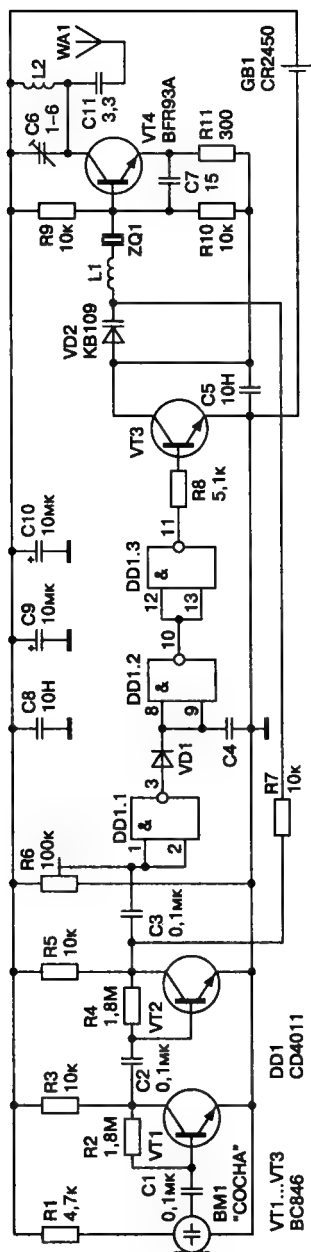 R1
4,7к
R2
1,8М
R3
10к
R4
1,8М
R5
10к
R6
100к
C8
10Н
C9
10мк
C10
10мк
R9
10к
C6
1-6
L2
WA1
C11
3,3
VT4
BFR93A
C7
15
R11
300
R10
10к
ZQ1
L1
VD2
KB109
VT3
C5
10Н
R8
5,1к
11
DD1.3
&
12
13
10
DD1.2
&
8
9
C4
VD1
3
DD1.1
&
1
2
C3
0,1мк
VT2
C2
0,1мк
VT1
C1
0,1мк
BM1
"СОСНА"
R7
10к
GB1
CR2450
VT1...VT3
BC846
DD1
CD4011